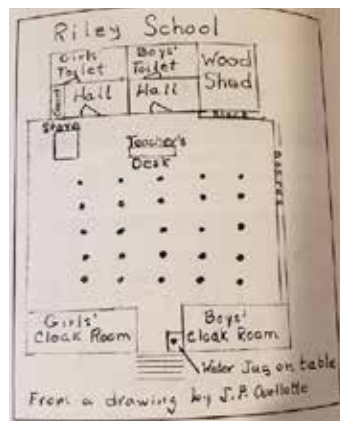 Riley School
Girls' Toilet
Boys' Toilet
Wood Shed
Hall
Hall
Stove
Teacher's Desk
Girls' Cloak Room
Boys' Cloak Room
Water Jug on table
From a drawing by J.P. Ouellette